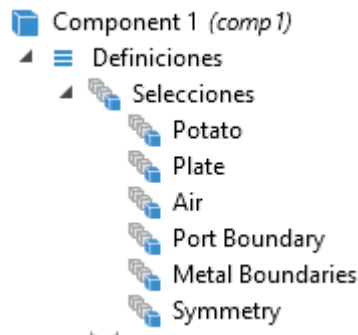 Component 1 (comp1)
Definiciones
Selecciones
Potato
Plate
Air
Port Boundary
Metal Boundaries
Symmetry